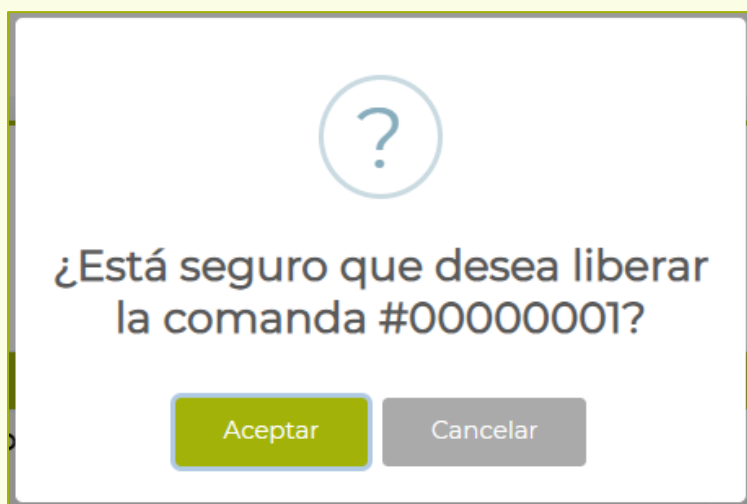 ?
¿Está seguro que desea liberar
la comanda #00000001?
Aceptar
Cancelar